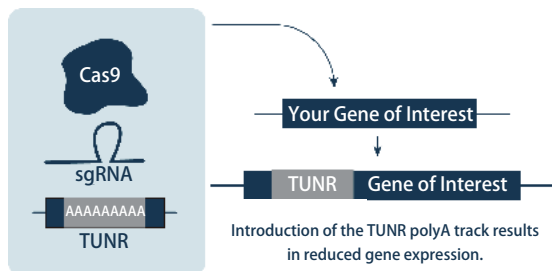 Cas9
sgRNA
AAAAAAAAA
TUNR
Your Gene of Interest
TUNR Gene of Interest
Introduction of the TUNR polyA track results
in reduced gene expression.